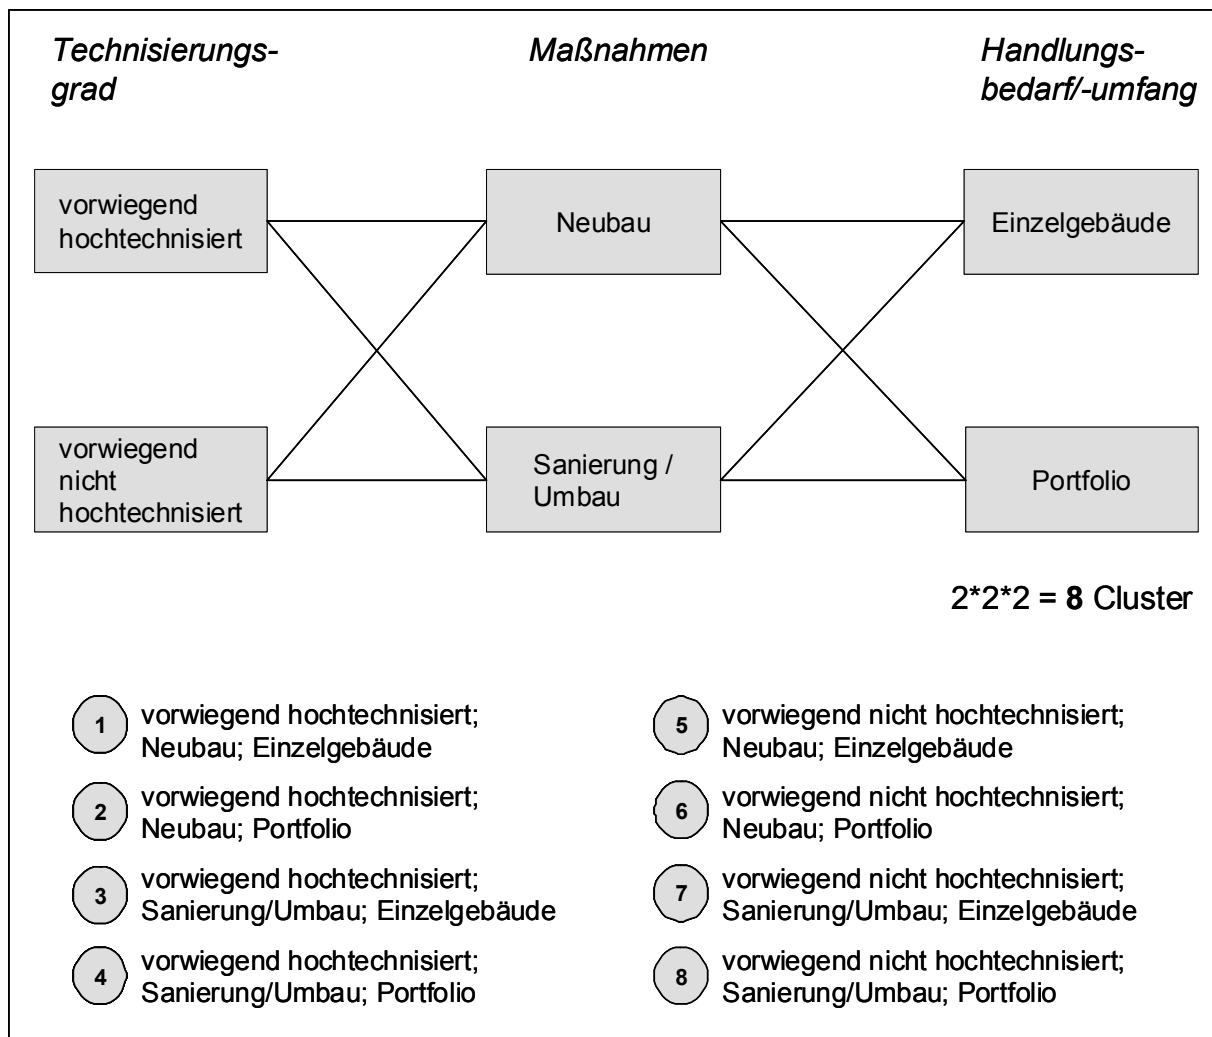 Technisierungs-
grad
Maßnahmen
Handlungs-
bedarf/-umfang
vorwiegend
hochtechnisiert
Neubau
Einzelgebäude
vorwiegend
nicht
hochtechnisiert
Sanierung /
Umbau
Portfolio
2*2*2 = 8 Cluster
1 vorwiegend hochtechnisiert;
Neubau; Einzelgebäude
2 vorwiegend hochtechnisiert;
Neubau; Portfolio
3 vorwiegend hochtechnisiert;
Sanierung/Umbau; Einzelgebäude
4 vorwiegend hochtechnisiert;
Sanierung/Umbau; Portfolio
5 vorwiegend nicht hochtechnisiert;
Neubau; Einzelgebäude
6 vorwiegend nicht hochtechnisiert;
Neubau; Portfolio
7 vorwiegend nicht hochtechnisiert;
Sanierung/Umbau; Einzelgebäude
8 vorwiegend nicht hochtechnisiert;
Sanierung/Umbau; Portfolio